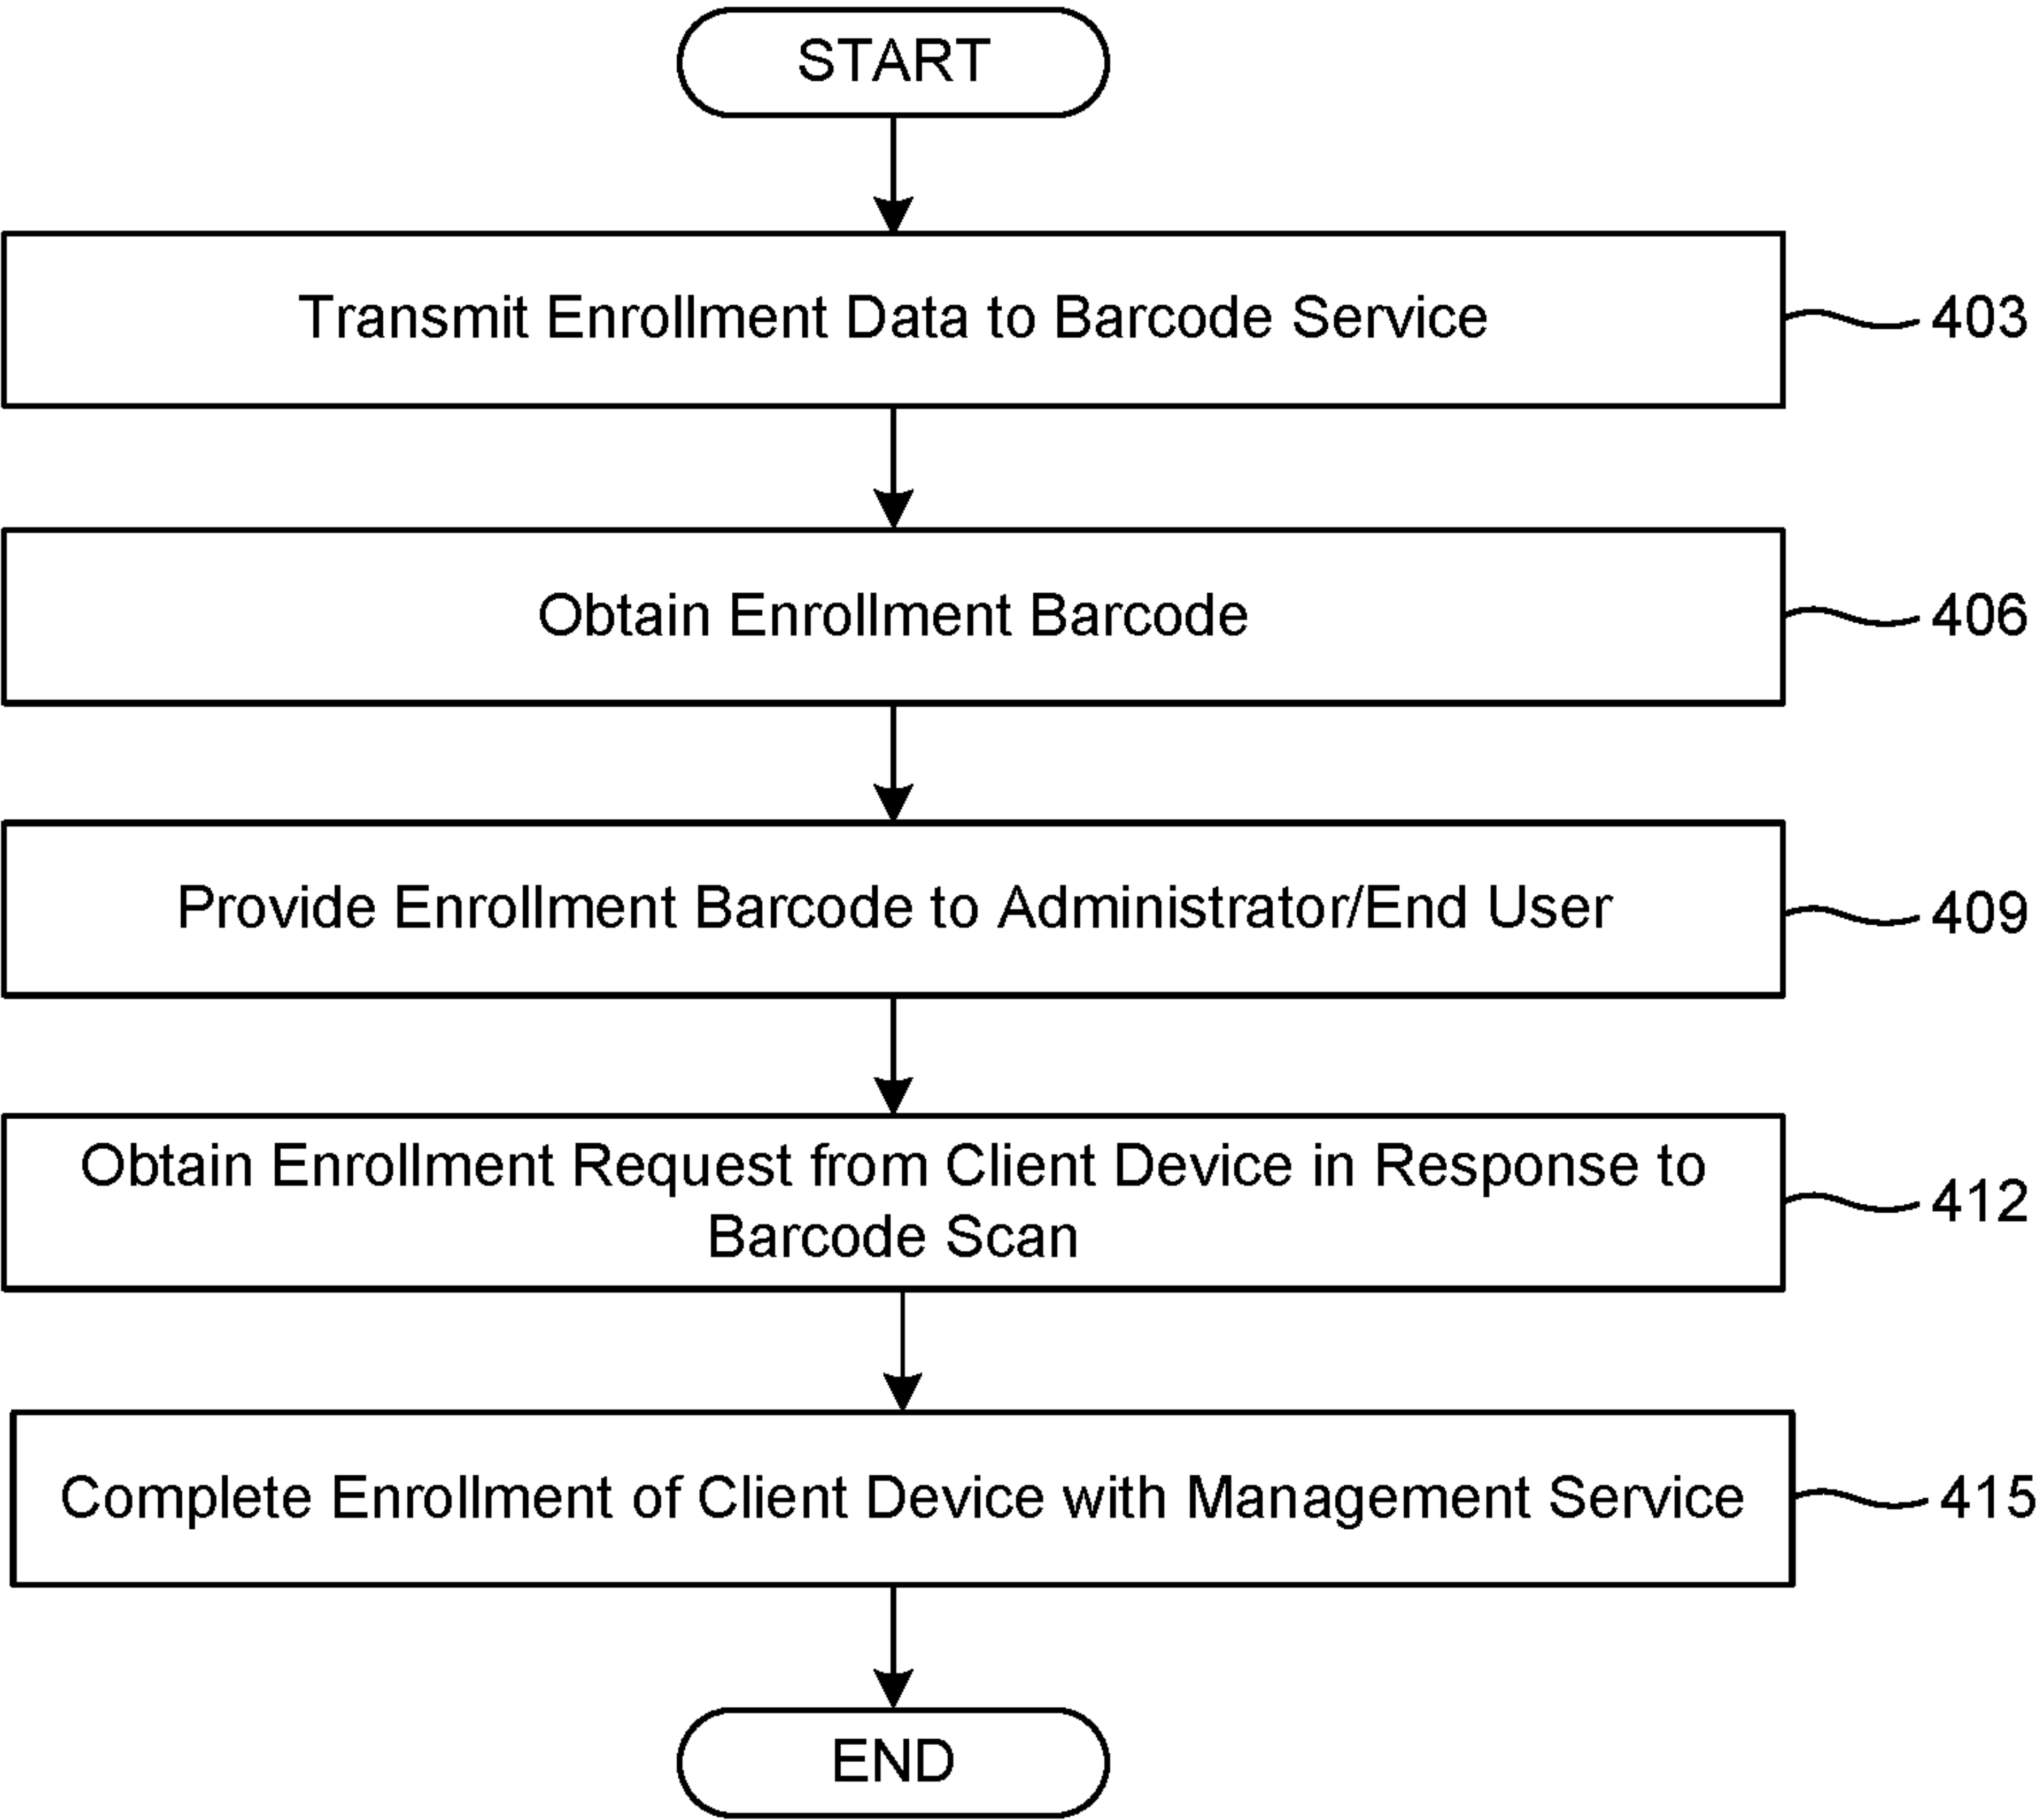 START
Transmit Enrollment Data to Barcode Service
403
Obtain Enrollment Barcode
406
Provide Enrollment Barcode to Administrator/End User
409
Obtain Enrollment Request from Client Device in Response to
Barcode Scan
412
Complete Enrollment of Client Device with Management Service
415
END